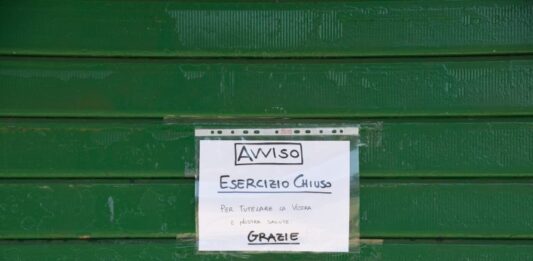 AVVISO
ESERCIZIO CHIUSO
PER TUTELARE LA VOSTRA
E NOSTRA SALUTE
GRAZIE